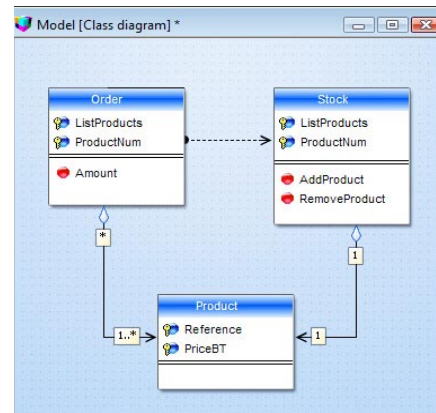 Model [Class diagram] *
Order
ListProducts
ProductNum
Amount
Stock
ListProducts
ProductNum
AddProduct
RemoveProduct
*
1
1..*
1
Product
Reference
PriceBT